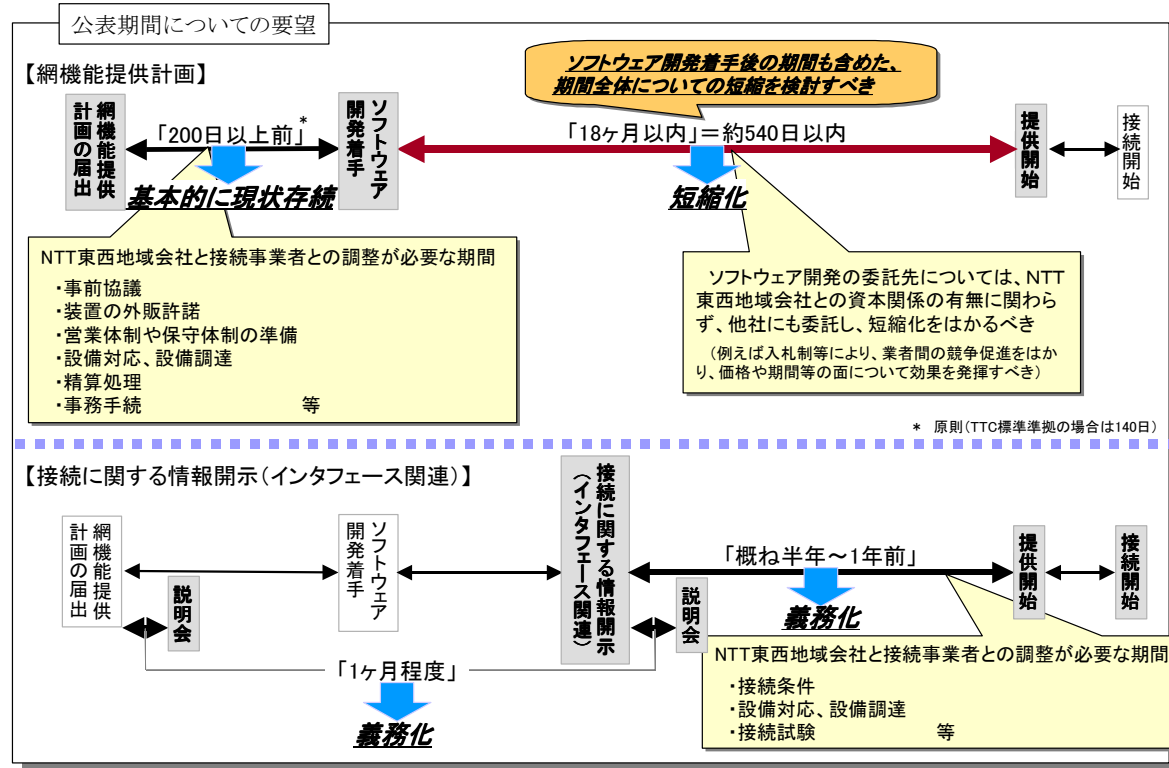 公表期間についての要望
【網機能提供計画】
ソフトウェア開発着手後の期間も含めた、
期間全体についての短縮を検討すべき
網機能提供
計画の届出
「200日以上前」*
ソフトウェア
開発着手
「18ヶ月以内」＝約540日以内
提供開始
接続開始
基本的に現状存続
短縮化
NTT東西地域会社と接続事業者との調整が必要な期間
・事前協議
・装置の外販許諾
・営業体制や保守体制の準備
・設備対応、設備調達
・精算処理
・事務手続　　　　　　　等
ソフトウェア開発の委託先については、NTT
東西地域会社との資本関係の有無に関わら
ず、他社にも委託し、短縮化をはかるべき
（例えば入札制等により、業者間の競争促進をはか
り、価格や期間等の面について効果を発揮すべき）
* 原則（TTC標準準拠の場合は140日）
【接続に関する情報開示（インタフェース関連）】
網機能提供
計画の届出
説明会
ソフトウェア
開発着手
接続に関する情報開示
（インタフェース関連）
説明会
「概ね半年～1年前」
提供開始
接続開始
義務化
「1ヶ月程度」
義務化
NTT東西地域会社と接続事業者との調整が必要な期間
・接続条件
・設備対応、設備調達
・接続試験　　　　　　　等